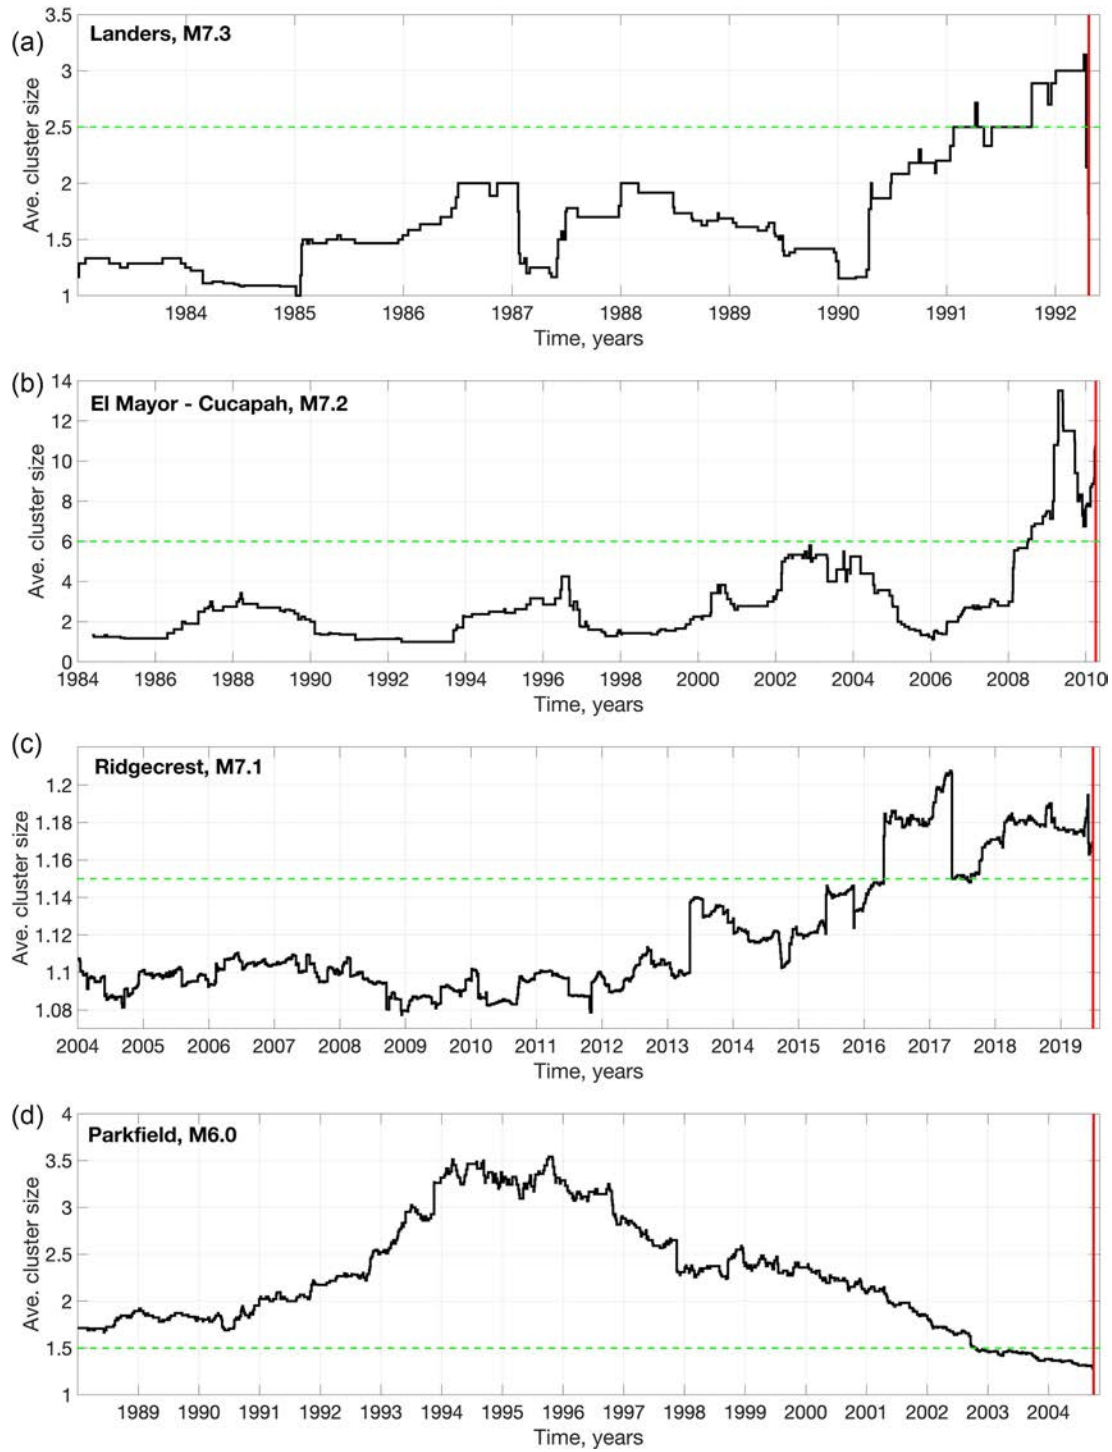 (a)
Landers, M7.3
Ave. cluster size
3.5
3
2.5
2
1.5
1
1984 1985 1986 1987 1988 1989 1990 1991 1992
Time, years
(b)
El Mayor - Cucapah, M7.2
Ave. cluster size
14
12
10
8
6
4
2
0
1984 1986 1988 1990 1992 1994 1996 1998 2000 2002 2004 2006 2008 2010
Time, years
(c)
Ridgecrest, M7.1
Ave. cluster size
1.2
1.18
1.16
1.14
1.12
1.1
1.08
2004 2005 2006 2007 2008 2009 2010 2011 2012 2013 2014 2015 2016 2017 2018 2019
Time, years
(d)
Parkfield, M6.0
Ave. cluster size
4
3.5
3
2.5
2
1.5
1
1989 1990 1991 1992 1993 1994 1995 1996 1997 1998 1999 2000 2001 2002 2003 2004
Time, years